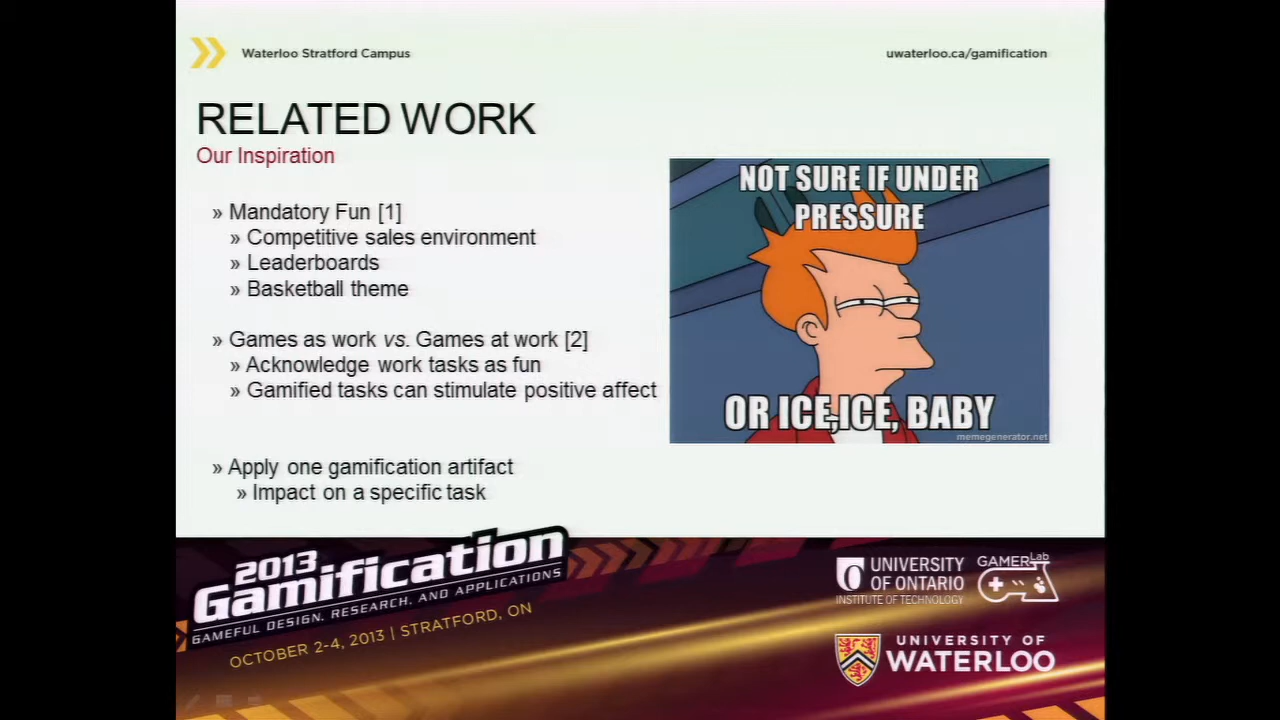 Waterloo Stratford Campus
uwaterloo.ca/gamification
RELATED WORK
Our Inspiration
» Mandatory Fun [1]
» Competitive sales environment
» Leaderboards
» Basketball theme
» Games as work vs. Games at work [2]
» Acknowledge work tasks as fun
» Gamified tasks can stimulate positive affect
» Apply one gamification artifact
» Impact on a specific task
NOT SURE IF UNDER
PRESSURE
OR ICE,ICE, BABY
memegenerator.net
2013
Gamification
GAMEFUL DESIGN, RESEARCH, AND APPLICATIONS
OCTOBER 2-4, 2013 | STRATFORD, ON
UNIVERSITY
OF ONTARIO
INSTITUTE OF TECHNOLOGY
GAMER Lab
UNIVERSITY OF
WATERLOO